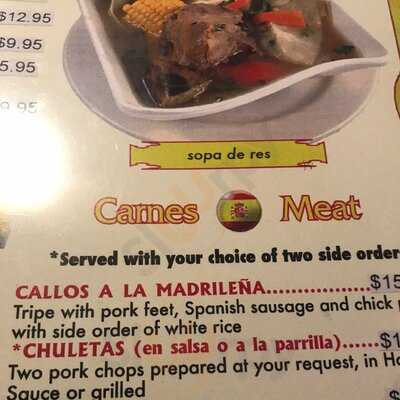 $12.95
$9.95
5.95
9.95
sopa de res
Carnes Meat
*Served with your choice of two side order
CALLOS A LA MADRILEÑA..................$15
Tripe with pork feet, Spanish sausage and chick
with side order of white rice
*CHULETAS (en salsa o a la parrilla)......$1
Two pork chops prepared at your request, in
Sauce or grilled